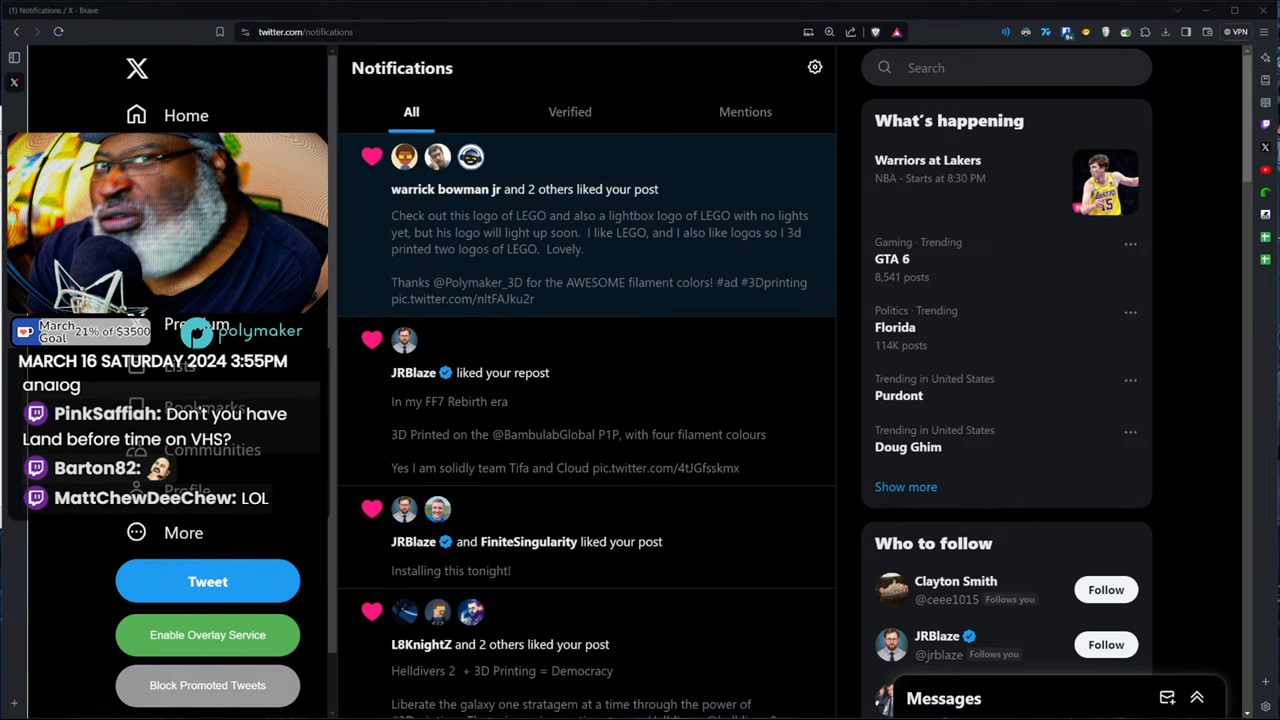 (1) Notifications / X - Brave
twitter.com/notifications
VPN
Home
Notifications
Search
All
Verified
Mentions
warrick bowman jr and 2 others liked your post
Check out this logo of LEGO and also a lightbox logo of LEGO with no lights
yet, but his logo will light up soon. I like LEGO, and I also like logos so I 3d
printed two logos of LEGO. Lovely.
Thanks @Polymaker_3D for the AWESOME filament colors! #ad #3Dprinting
pic.twitter.com/nltFAJku2r
JRBlaze liked your repost
In my FF7 Rebirth era
3D Printed on the @BambulabGlobal P1P, with four filament colours
Yes I am solidly team Tifa and Cloud pic.twitter.com/4tJGfsskmx
JRBlaze and FiniteSingularity liked your post
Installing this tonight!
L8KnightZ and 2 others liked your post
Helldivers 2 + 3D Printing = Democracy
Liberate the galaxy one stratagem at a time through the power of
What's happening
Warriors at Lakers
NBA · Starts at 8:30 PM
Gaming · Trending
GTA 6
8,541 posts
Politics · Trending
Florida
114K posts
Trending in United States
Purdont
Trending in United States
Doug Ghim
Show more
Who to follow
Clayton Smith
@ceee1015 Follows you
Follow
JRBlaze
@jrblaze Follows you
Follow
Messages
Premium
March
Goal
21% of $3500
polymaker
MARCH 16 SATURDAY 2024 3:55PM
Lists
analog
Bookmarks
PinkSaffiah: Don't you have
Land before time on VHS?
Communities
Barton82:
Profile
MattChewDeeChew: LOL
More
Tweet
Enable Overlay Service
Block Promoted Tweets